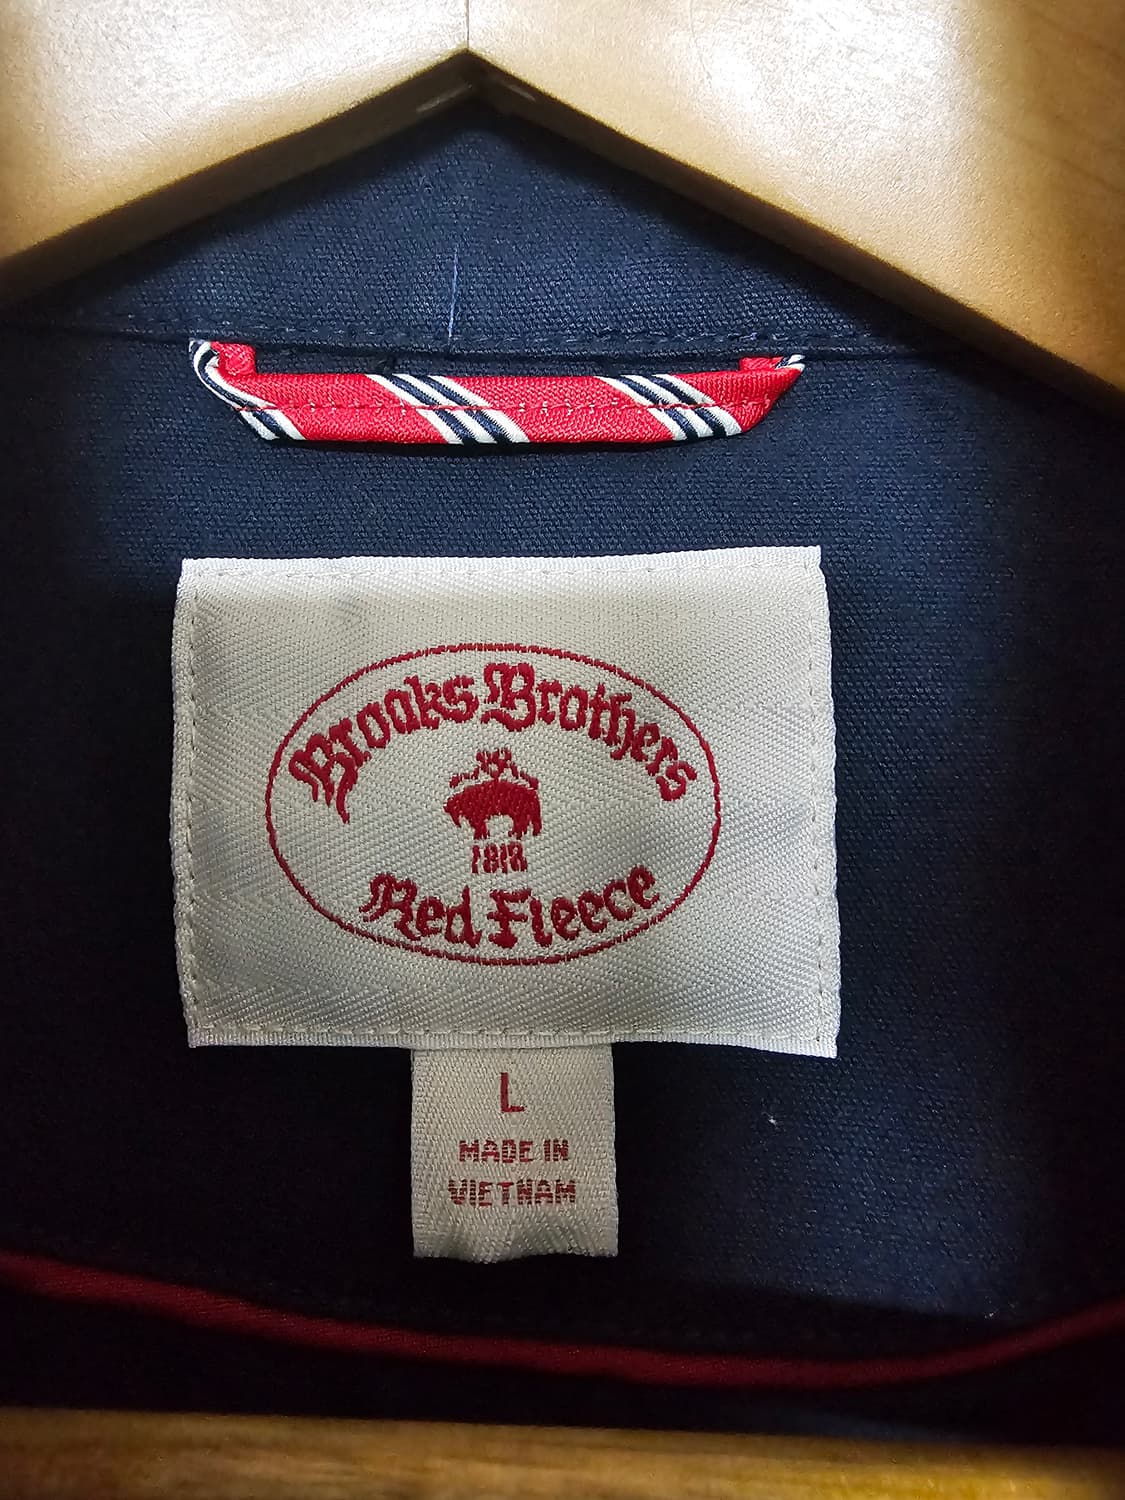 Brooks Brothers
1818
Red Fleece
L
MADE IN
VIETNAM